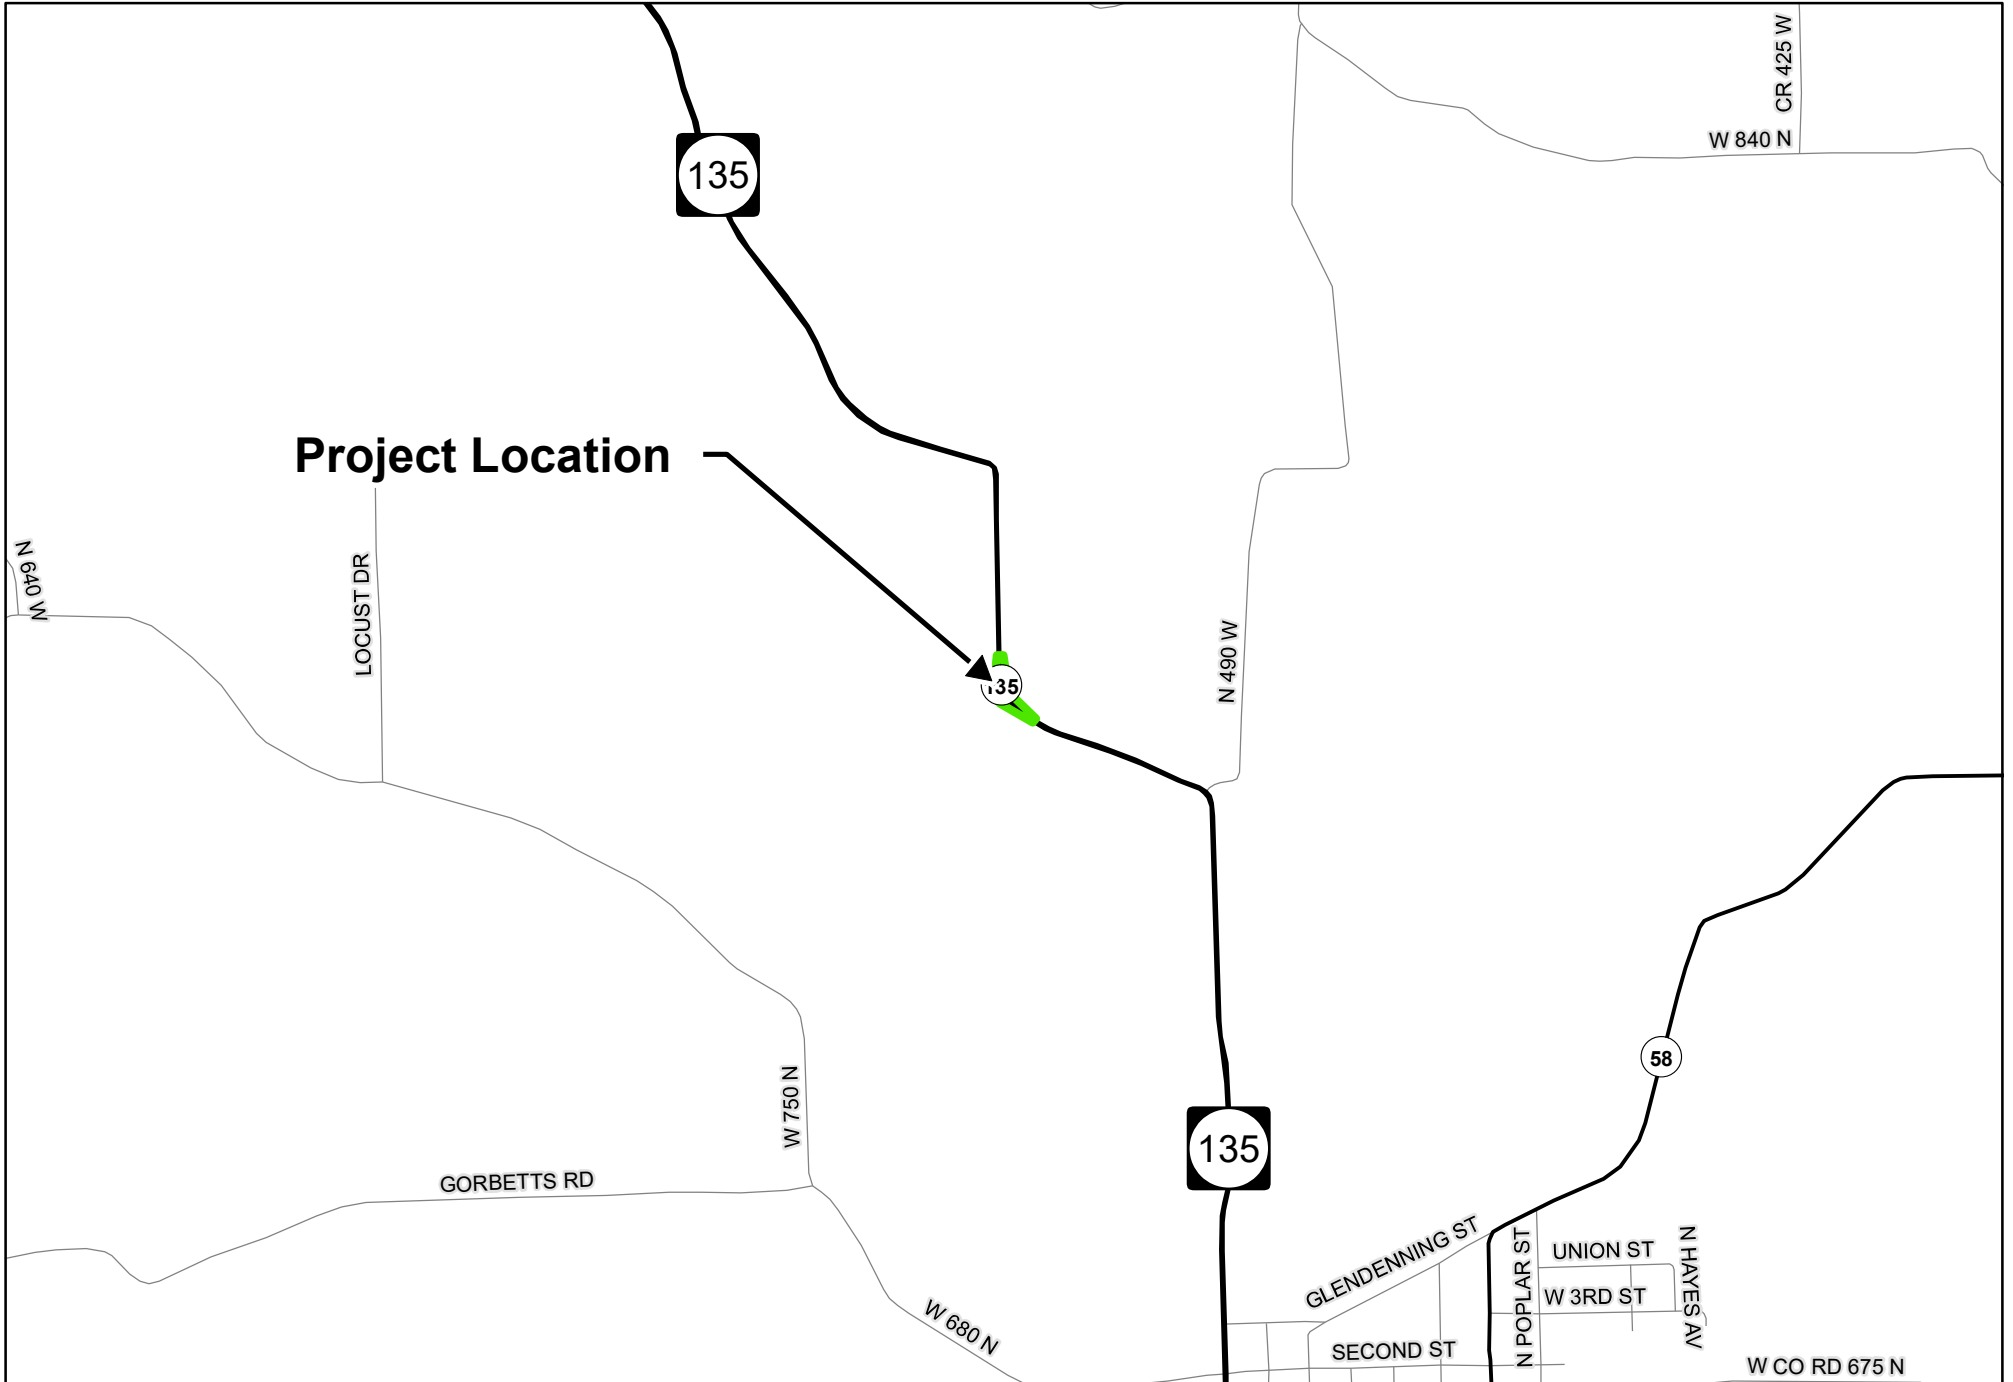 CR 425 W
W 840 N
135
Project Location
N 640 W
LOCUST DR
N 490 W
135
58
W 750 N
135
GORBETTS RD
GLENDENNING ST
N POPLAR ST
UNION ST
N HAYES AV
W 3RD ST
W 680 N
SECOND ST
W CO RD 675 N